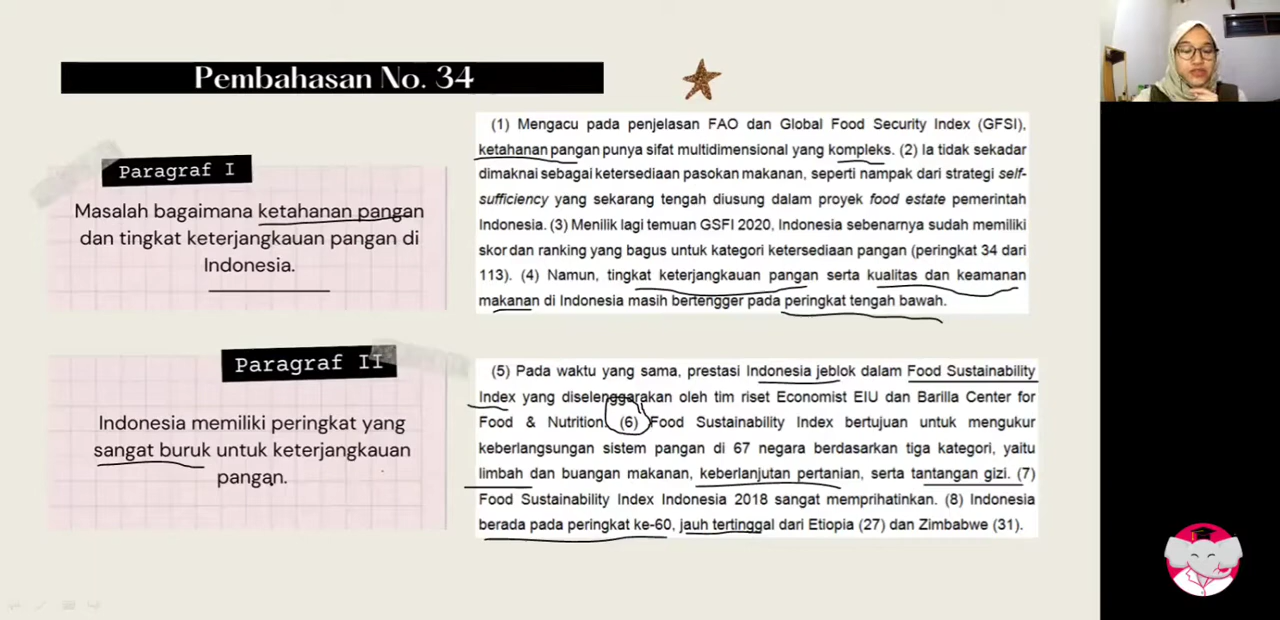 Pembahasan No. 34
Paragraf I
Masalah bagaimana ketahanan pangan
dan tingkat keterjangkauan pangan di
Indonesia.
(1) Mengacu pada penjelasan FAO dan Global Food Security Index (GFSI),
ketahanan pangan punya sifat multidimensional yang kompleks. (2) Ia tidak sekadar
dimaknai sebagai ketersediaan pasokan makanan, seperti nampak dari strategi self-
sufficiency yang sekarang tengah diusung dalam proyek food estate pemerintah
Indonesia. (3) Menilik lagi temuan GSFI 2020, Indonesia sebenarnya sudah memiliki
skor dan ranking yang bagus untuk kategori ketersediaan pangan (peringkat 34 dari
113). (4) Namun, tingkat keterjangkauan pangan serta kualitas dan keamanan
makanan di Indonesia masih bertengger pada peringkat tengah bawah.
Paragraf II
Indonesia memiliki peringkat yang
sangat buruk untuk keterjangkauan
pangan.
(5) Pada waktu yang sama, prestasi Indonesia jeblok dalam Food Sustainability
Index yang diselenggarakan oleh tim riset Economist EIU dan Barilla Center for
Food & Nutrition. (6) Food Sustainability Index bertujuan untuk mengukur
keberlangsungan sistem pangan di 67 negara berdasarkan tiga kategori, yaitu
limbah dan buangan makanan, keberlanjutan pertanian, serta tantangan gizi. (7)
Food Sustainability Index Indonesia 2018 sangat memprihatinkan. (8) Indonesia
berada pada peringkat ke-60, jauh tertinggal dari Etiopia (27) dan Zimbabwe (31).